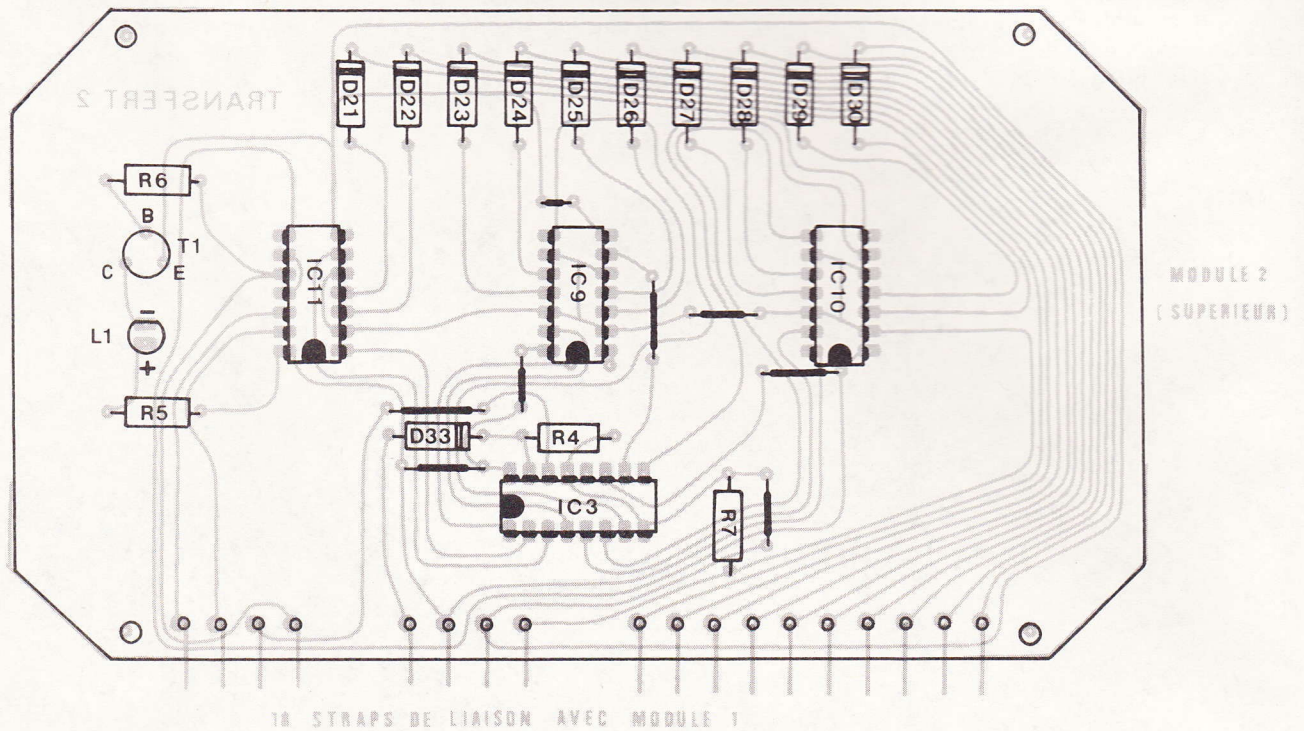 D21 D22 D23 D24 D25 D26 D27 D28 D29 D30
TRANSFERT 2
R6
B
T1
C E
IC11
IC9
IC10
MODULE 2
( SUPERIEUR )
−
L1
+
R5
D33
R4
IC3
R7
18 STRAPS DE LIAISON AVEC MODULE 1